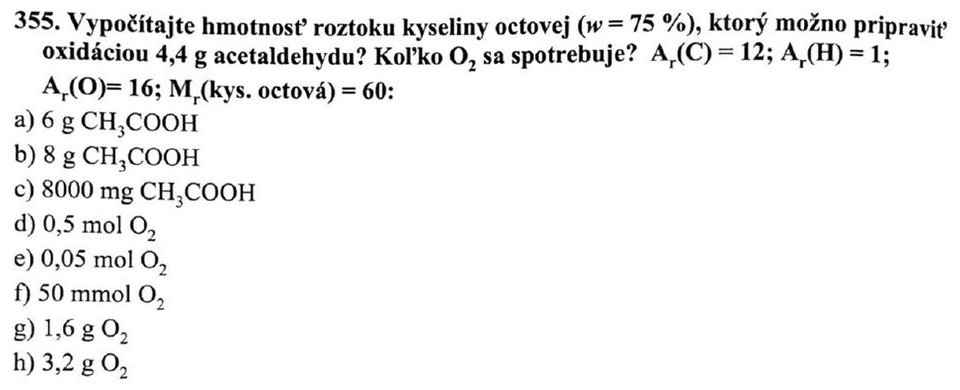 355. Vypočítajte hmotnosť roztoku kyseliny octovej (w = 75 %), ktorý možno pripraviť
oxidáciou 4,4 g acetaldehydu? Koľko O₂ sa spotrebuje? Aᵣ(C) = 12; Aᵣ(H) = 1;
Aᵣ(O)= 16; Mᵣ(kys. octová) = 60:
a) 6 g CH₃COOH
b) 8 g CH₃COOH
c) 8000 mg CH₃COOH
d) 0,5 mol O₂
e) 0,05 mol O₂
f) 50 mmol O₂
g) 1,6 g O₂
h) 3,2 g O₂